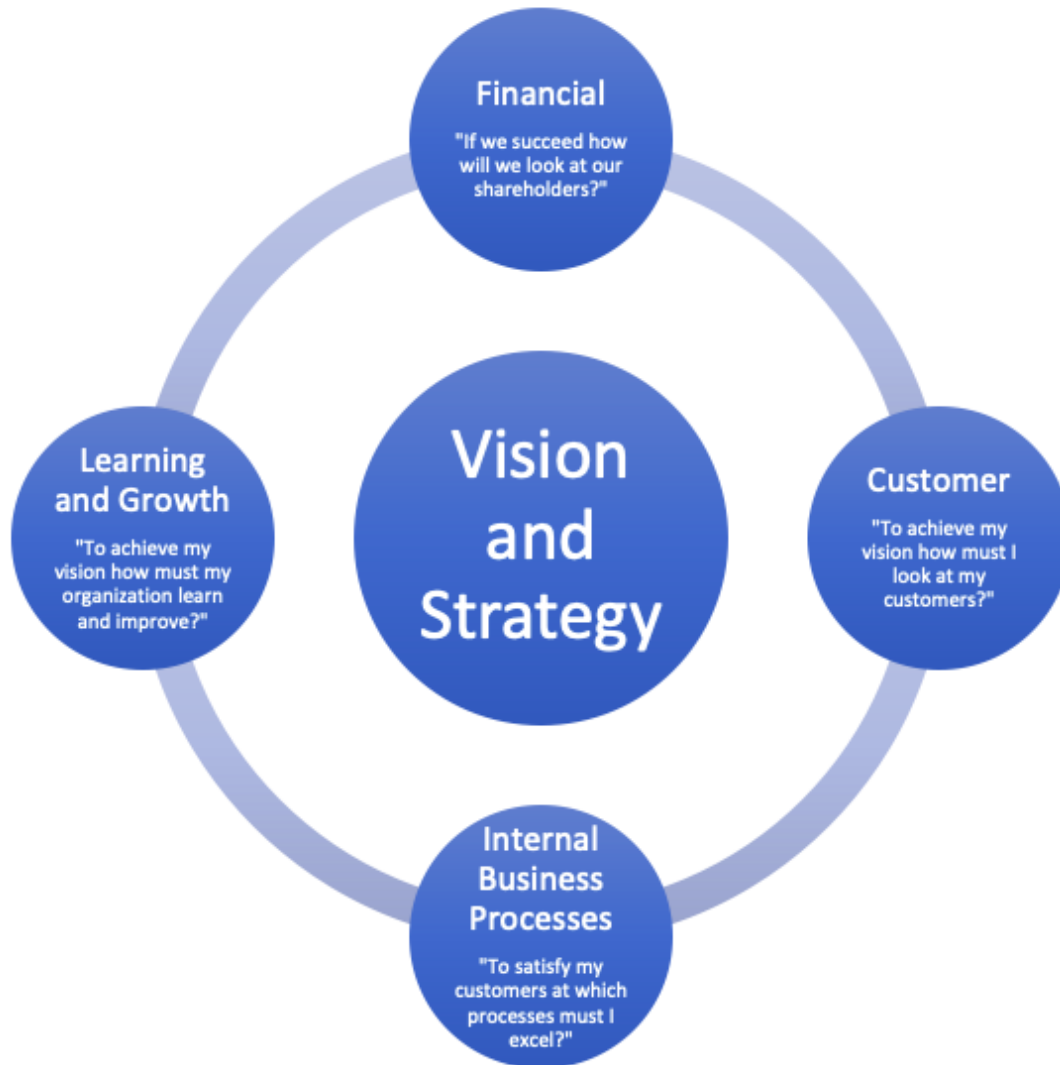 Financial
"If we succeed how
will we look at our
shareholders?"
Learning
and Growth
"To achieve my
vision how must my
organization learn
and improve?"
Vision
and
Strategy
Customer
"To achieve my
vision how must I
look at my
customers?"
Internal
Business
Processes
"To satisfy my
customers at which
processes must I
excel?"